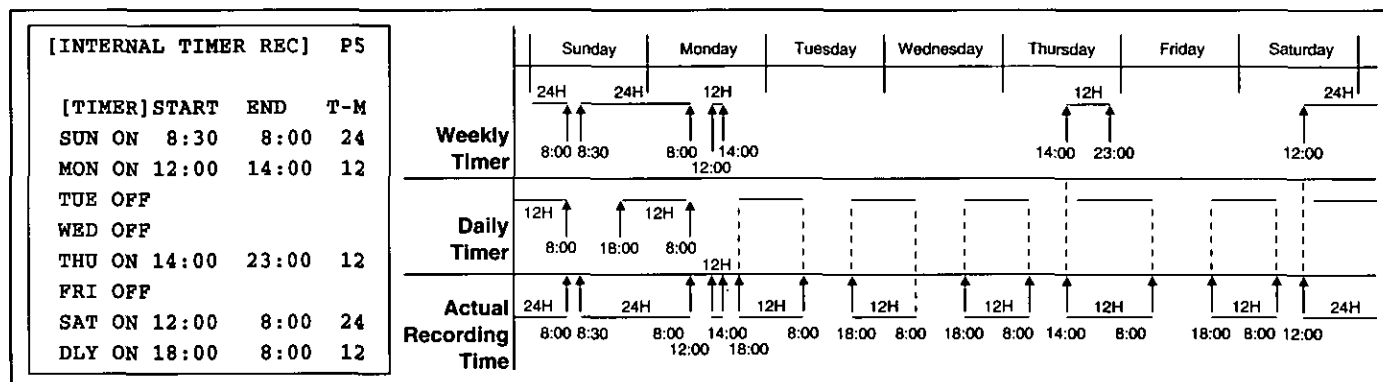 [INTERNAL TIMER REC] P5
[TIMER] START END T-M
SUN ON 8:30 8:00 24
MON ON 12:00 14:00 12
TUE OFF
WED OFF
THU ON 14:00 23:00 12
FRI OFF
SAT ON 12:00 8:00 24
DLY ON 18:00 8:00 12
Sunday Monday Tuesday Wednesday Thursday Friday Saturday
24H 24H 12H 12H 24H
Weekly
Timer
8:00 8:30 8:00 14:00 14:00 23:00 12:00
12:00
12H 12H
Daily
Timer
8:00 18:00 8:00
12H
Actual
Recording
Time
24H 24H 12H 12H 12H 12H 12H 24H
8:00 8:30 8:00 14:00 8:00 18:00 8:00 18:00 8:00 14:00 8:00 18:00 8:00 12:00
12:00 18:00